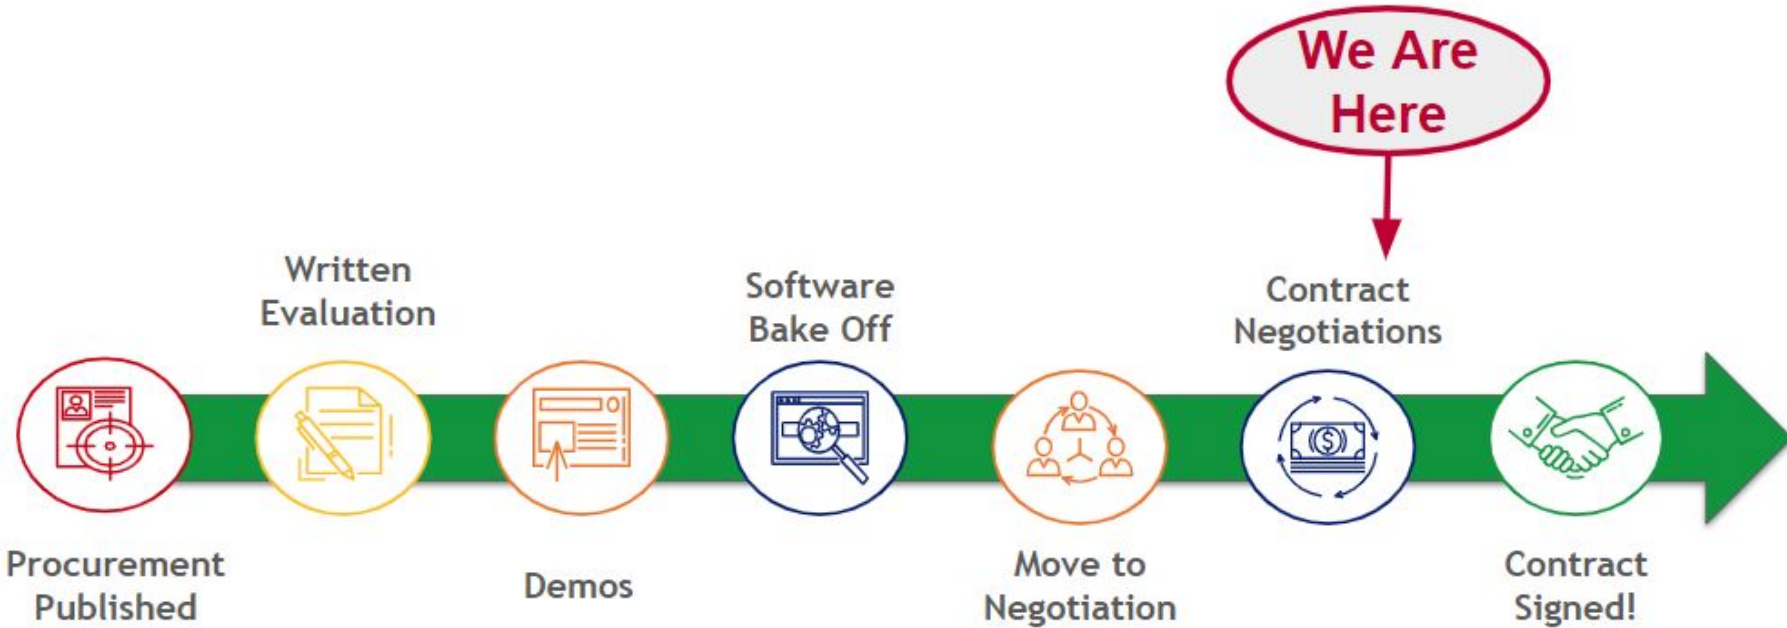 We Are
Here
Written
Evaluation
Software
Bake Off
Contract
Negotiations
$
Procurement
Published
Demos
Move to
Negotiation
Contract
Signed!